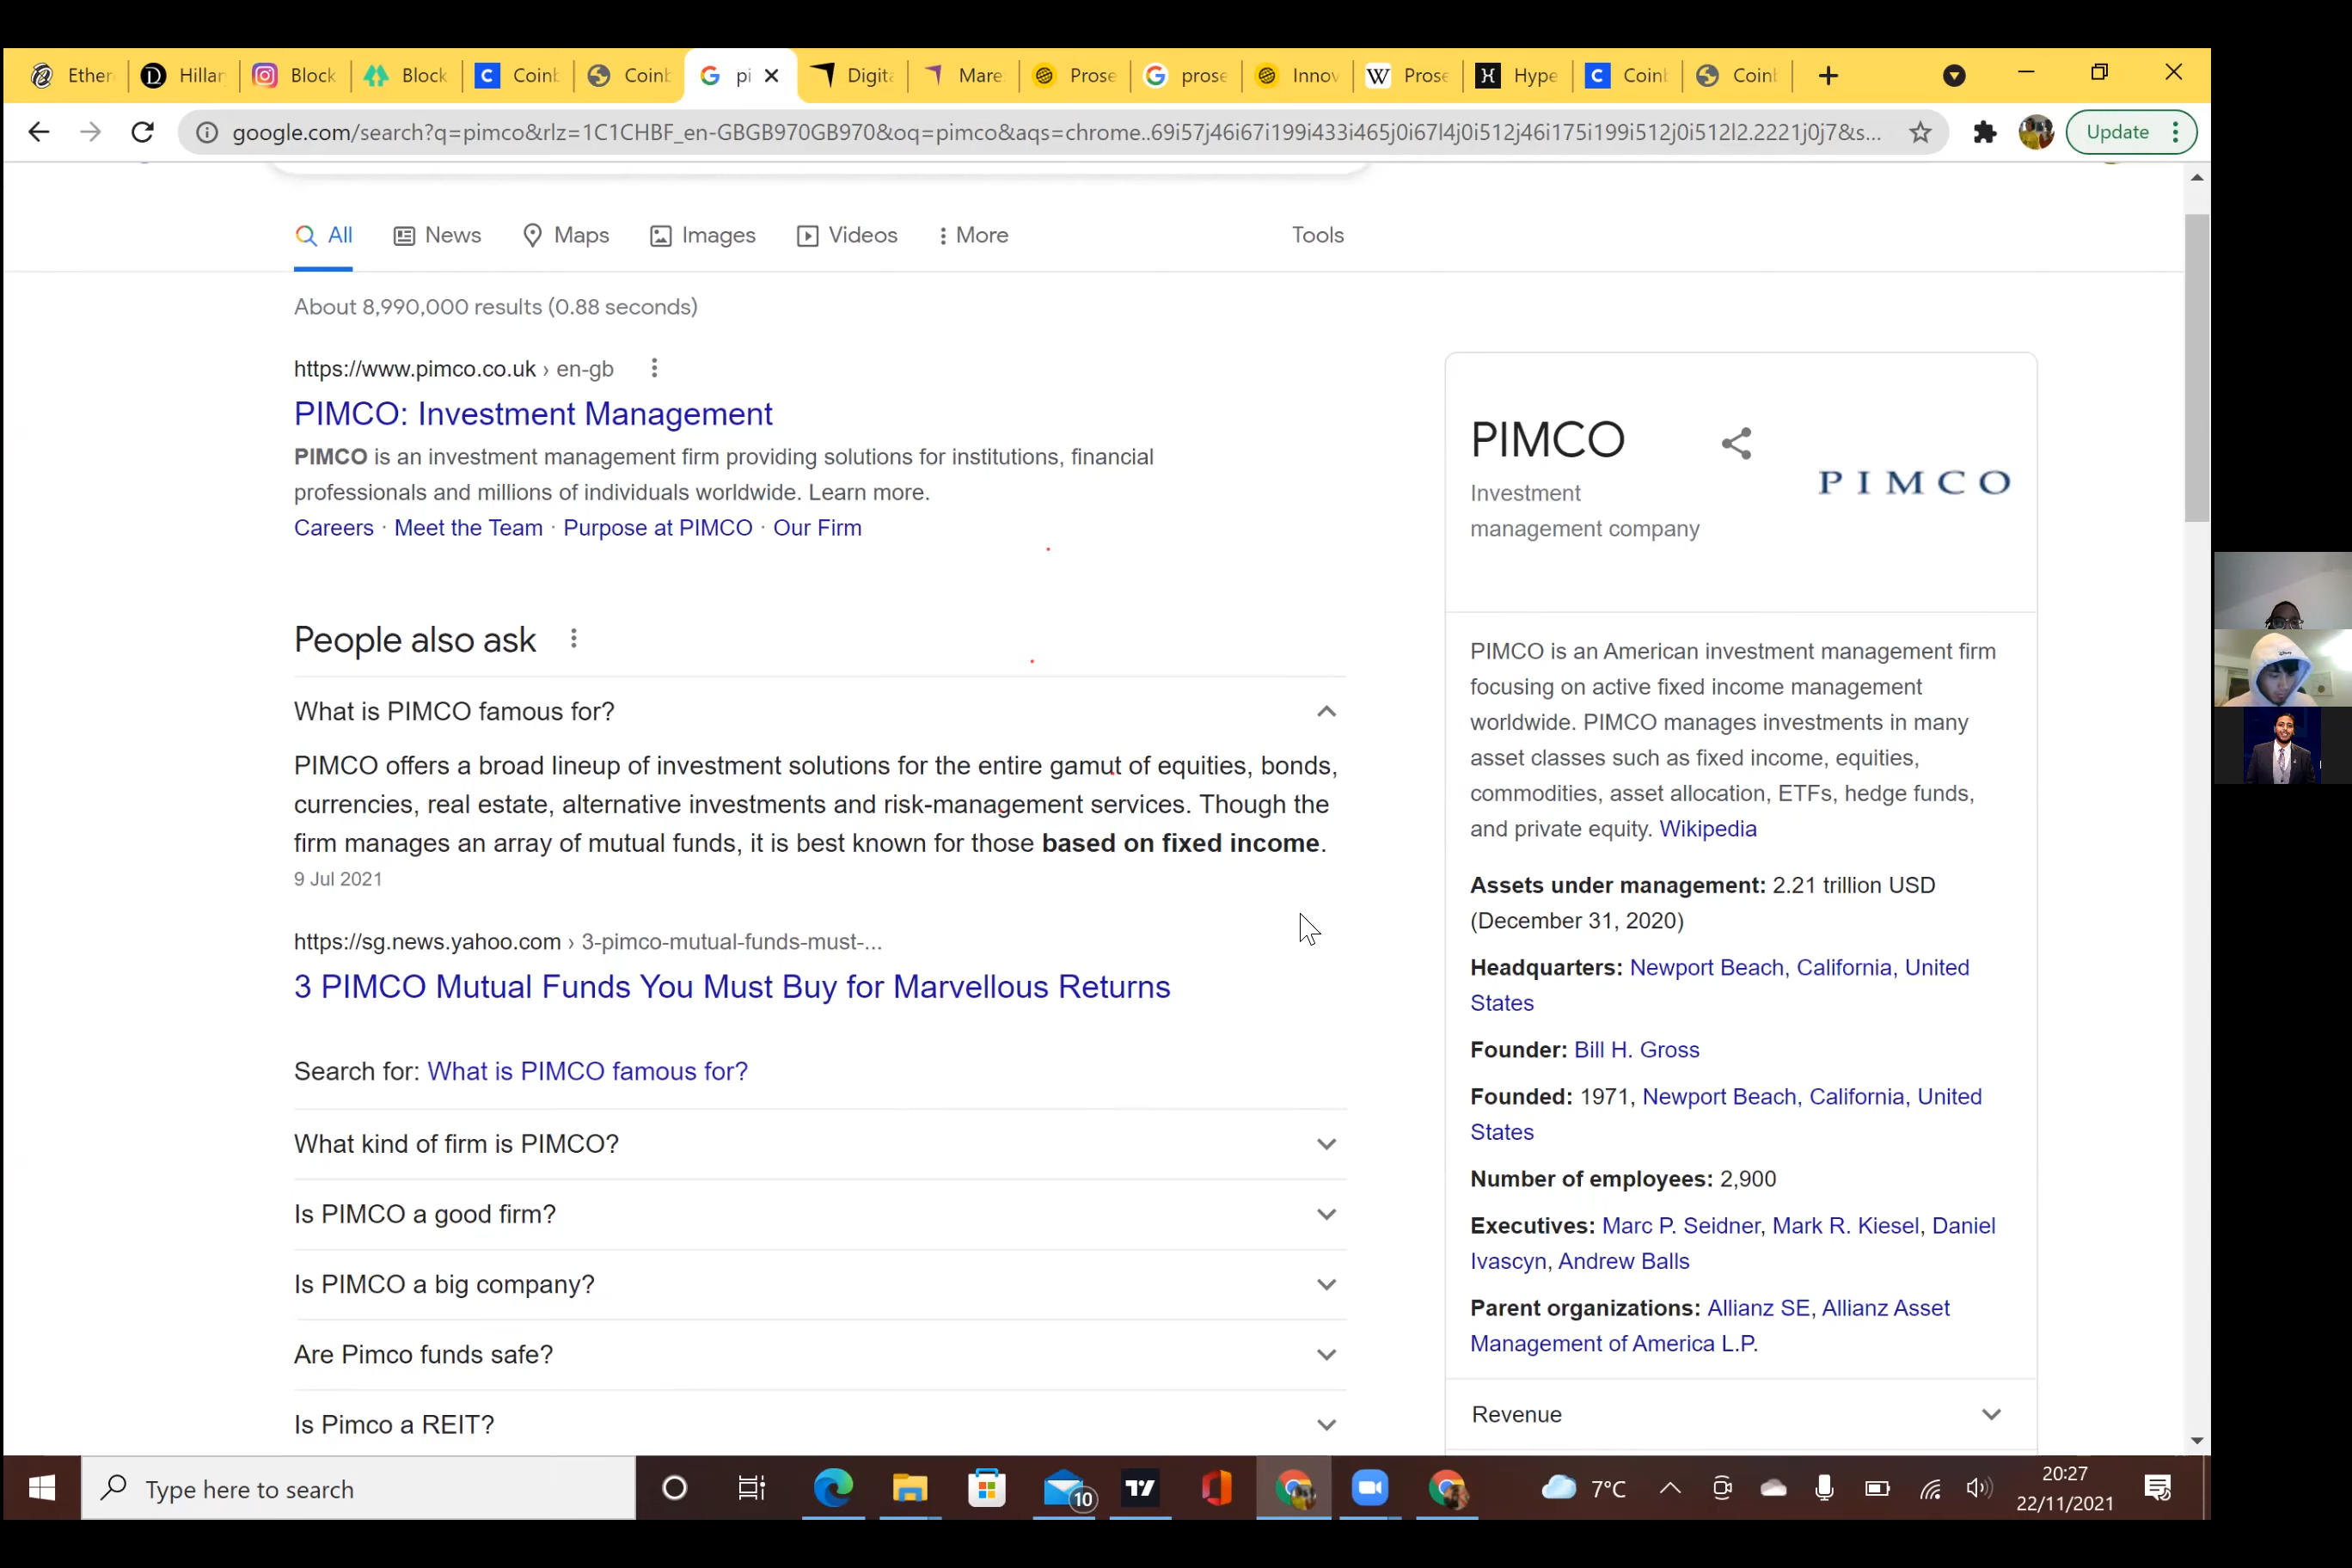 Ether
Hillar
Block
Block
Coinb
Coinb
pi
Digita
Mare
Prose
prose
Innov
Prose
Hype
Coinb
Coinb
google.com/search?q=pimco&rlz=1C1CHBF_en-GBGB970GB970&oq=pimco&aqs=chrome..69i57j46i67i199i433i465j0i67l4j0i512j46i175i199i512j0i512l2.2221j0j7&s...
Update
All
News
Maps
Images
Videos
More
Tools
About 8,990,000 results (0.88 seconds)
https://www.pimco.co.uk › en-gb
PIMCO: Investment Management
PIMCO is an investment management firm providing solutions for institutions, financial
professionals and millions of individuals worldwide. Learn more.
Careers · Meet the Team · Purpose at PIMCO · Our Firm
People also ask
What is PIMCO famous for?
PIMCO offers a broad lineup of investment solutions for the entire gamut of equities, bonds,
currencies, real estate, alternative investments and risk-management services. Though the
firm manages an array of mutual funds, it is best known for those based on fixed income.
9 Jul 2021
https://sg.news.yahoo.com › 3-pimco-mutual-funds-must-...
3 PIMCO Mutual Funds You Must Buy for Marvellous Returns
Search for: What is PIMCO famous for?
What kind of firm is PIMCO?
Is PIMCO a good firm?
Is PIMCO a big company?
Are Pimco funds safe?
Is Pimco a REIT?
PIMCO
Investment
management company
PIMCO
PIMCO is an American investment management firm
focusing on active fixed income management
worldwide. PIMCO manages investments in many
asset classes such as fixed income, equities,
commodities, asset allocation, ETFs, hedge funds,
and private equity. Wikipedia
Assets under management: 2.21 trillion USD
(December 31, 2020)
Headquarters: Newport Beach, California, United
States
Founder: Bill H. Gross
Founded: 1971, Newport Beach, California, United
States
Number of employees: 2,900
Executives: Marc P. Seidner, Mark R. Kiesel, Daniel
Ivascyn, Andrew Balls
Parent organizations: Allianz SE, Allianz Asset
Management of America L.P.
Revenue
Type here to search
10
7°C
20:27
22/11/2021